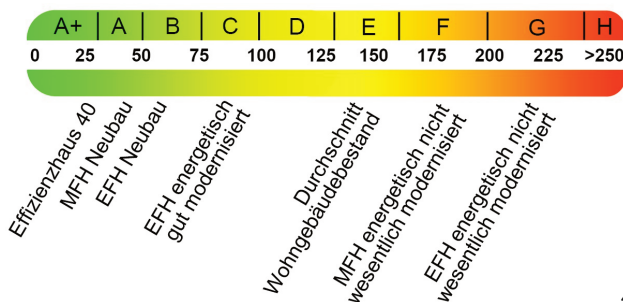 A+ A B C D E F G H
0 25 50 75 100 125 150 175 200 225 >250
Effizienzhaus 40
MFH Neubau
EFH Neubau
EFH energetisch
gut modernisiert
Durchschnitt
Wohngebäudebestand
MFH energetisch nicht
wesentlich modernisiert
EFH energetisch nicht
wesentlich modernisiert